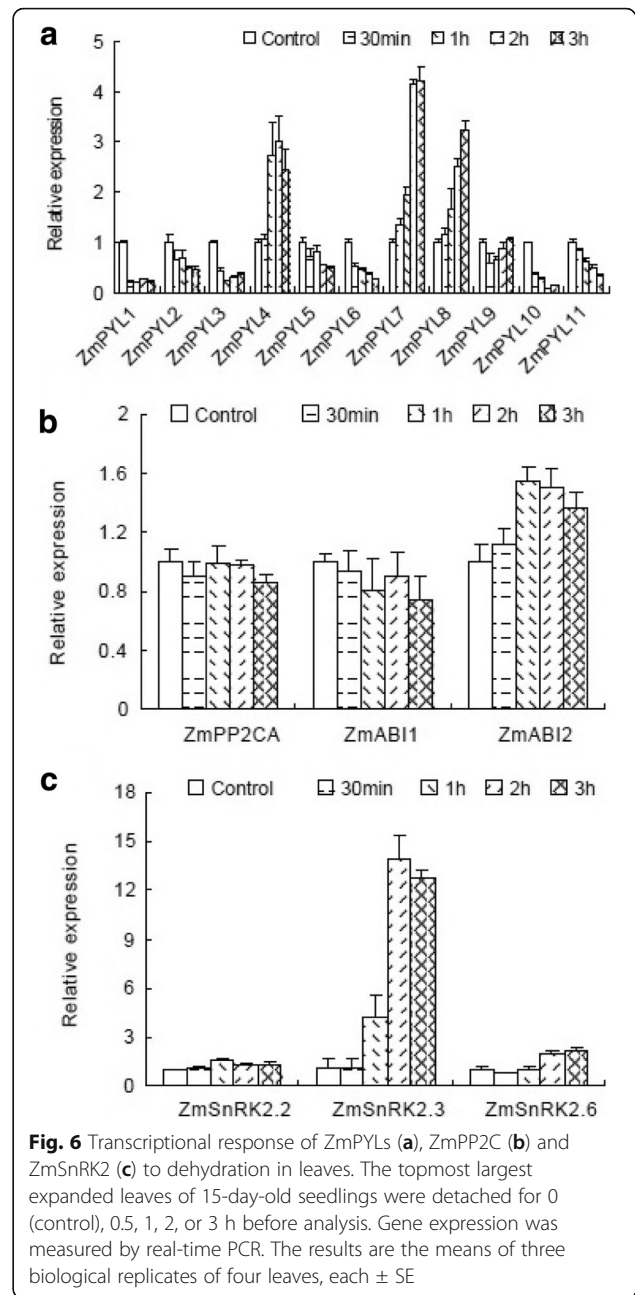 a
Control 30min 1h 2h 3h
Relative expression
5
4
3
2
1
0
ZmPYL1 ZmPYL2 ZmPYL3 ZmPYL4 ZmPYL5 ZmPYL6 ZmPYL7 ZmPYL8 ZmPYL9 ZmPYL10 ZmPYL11
b
Control 30min 1h 2h 3h
Relative expression
2
1.6
1.2
0.8
0.4
0
ZmPP2CA ZmABI1 ZmABI2
c
Control 30min 1h 2h 3h
Relative expression
18
15
12
9
6
3
0
ZmSnRK2.2 ZmSnRK2.3 ZmSnRK2.6
Fig. 6 Transcriptional response of ZmPYLs (a), ZmPP2C (b) and
ZmSnRK2 (c) to dehydration in leaves. The topmost largest
expanded leaves of 15-day-old seedlings were detached for 0
(control), 0.5, 1, 2, or 3 h before analysis. Gene expression was
measured by real-time PCR. The results are the means of three
biological replicates of four leaves, each ± SE